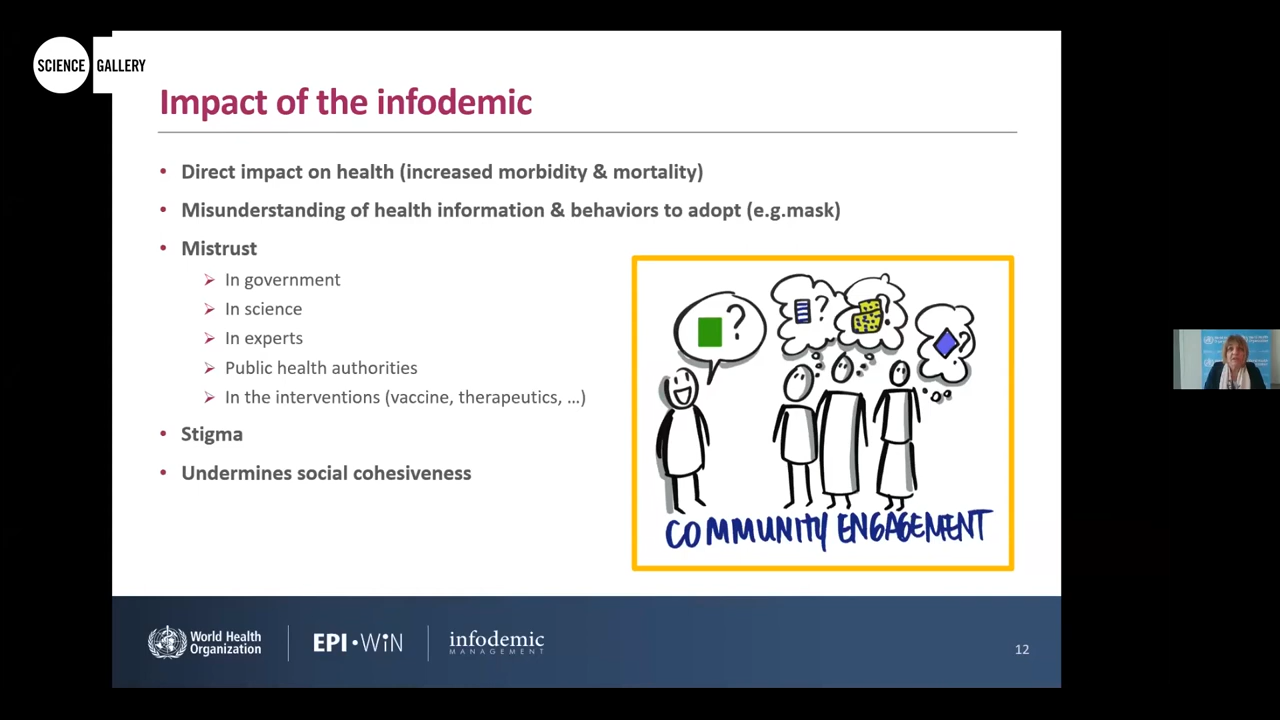 SCIENCE GALLERY
Impact of the infodemic
• Direct impact on health (increased morbidity & mortality)
• Misunderstanding of health information & behaviors to adopt (e.g.mask)
• Mistrust
➢ In government
➢ In science
➢ In experts
➢ Public health authorities
➢ In the interventions (vaccine, therapeutics, …)
• Stigma
• Undermines social cohesiveness
?
?
?
?
COMMUNITY ENGAGEMENT
World Health
Organization
EPI•WiN
infodemic
MANAGEMENT
12